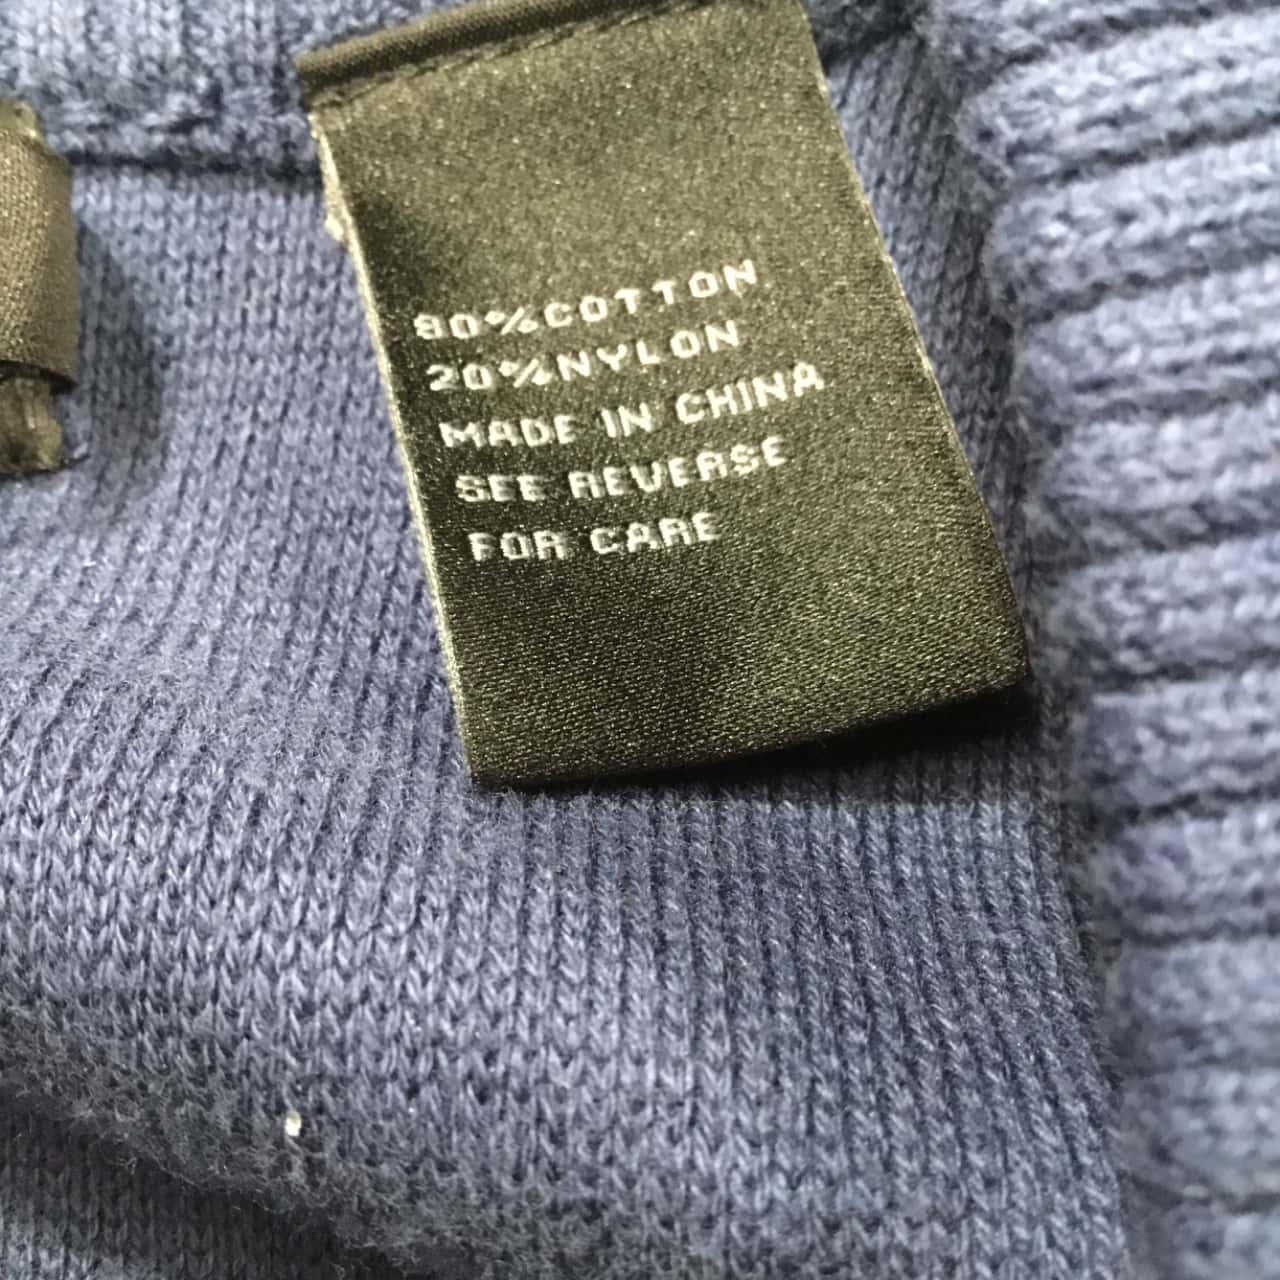 80%COTTON
20%NYLON
MADE IN CHINA
SEE REVERSE
FOR CARE